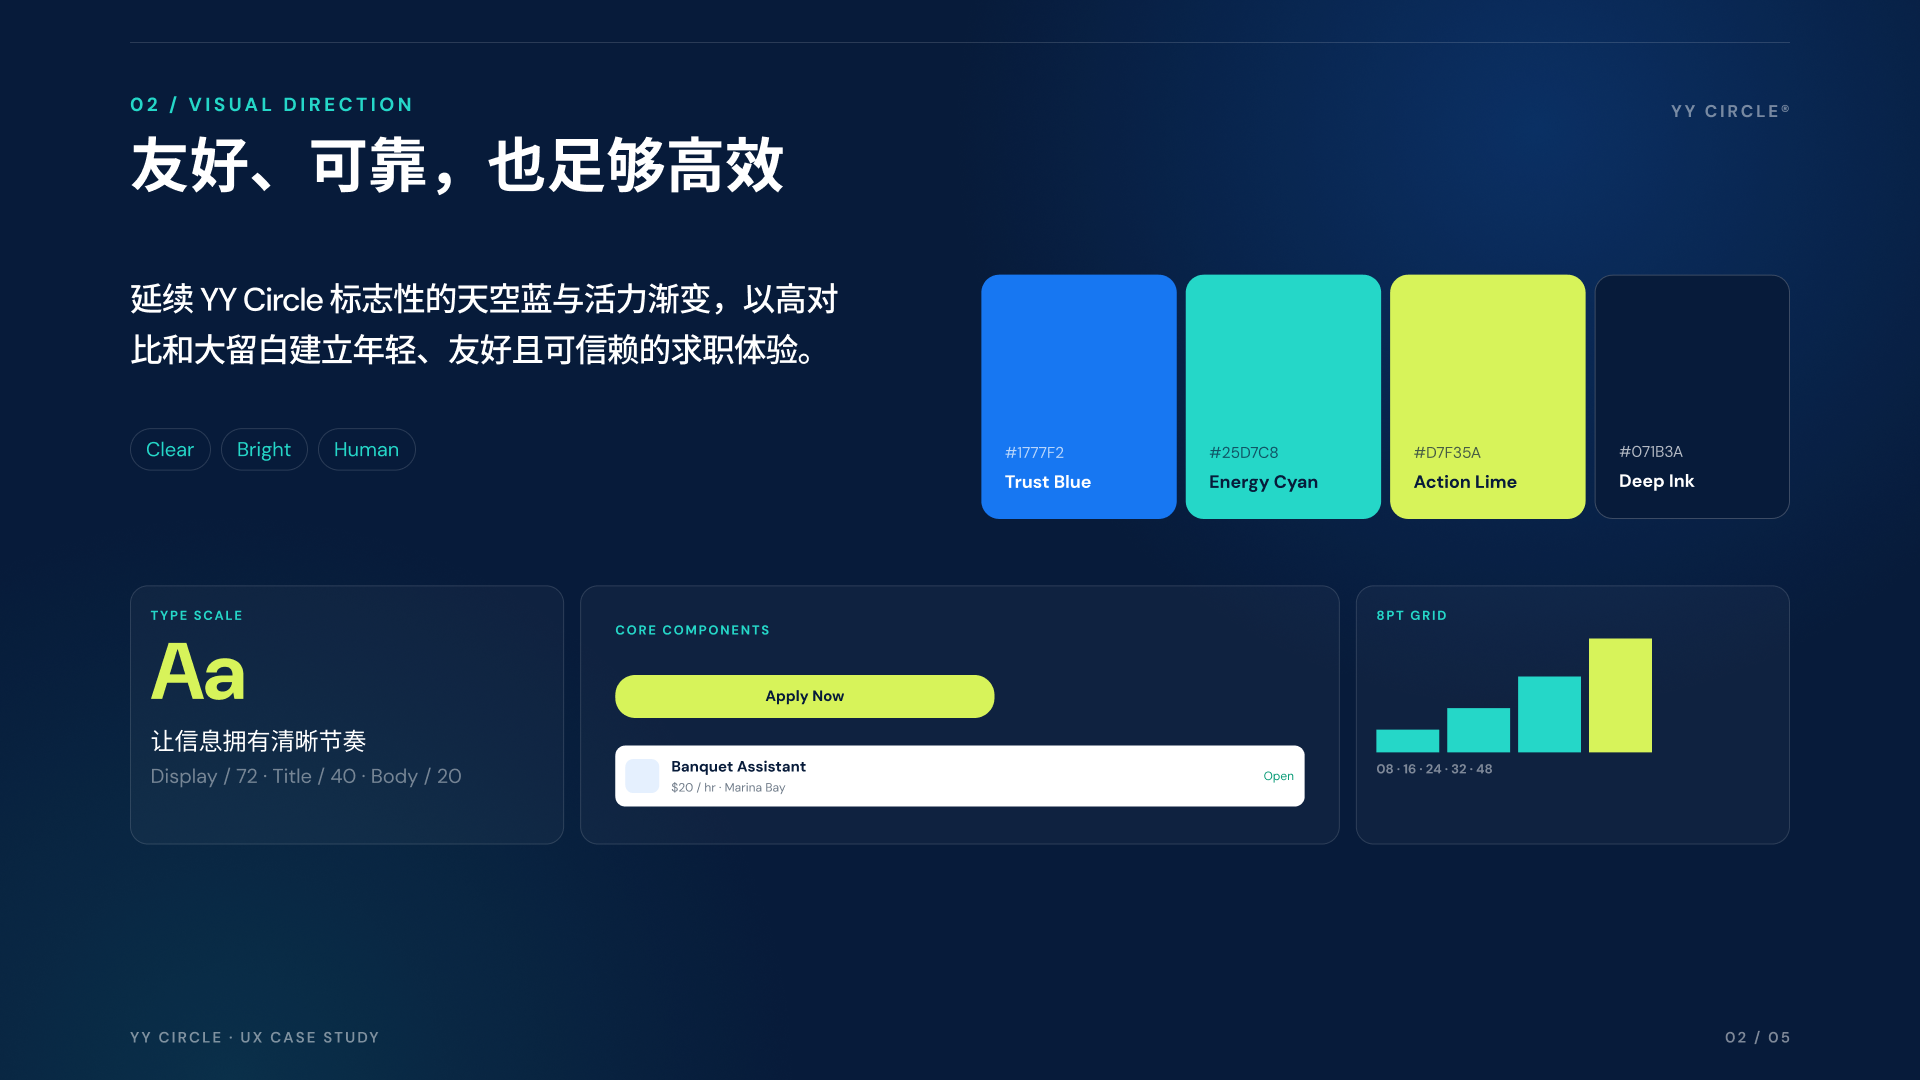 02 / VISUAL DIRECTION
YY CIRCLE®
友好、可靠，也足够高效
延续 YY Circle 标志性的天空蓝与活力渐变，以高对
比和大留白建立年轻、友好且可信赖的求职体验。
Clear
Bright
Human
#1777F2
Trust Blue
#25D7C8
Energy Cyan
#D7F35A
Action Lime
#071B3A
Deep Ink
TYPE SCALE
Aa
让信息拥有清晰节奏
Display / 72 · Title / 40 · Body / 20
CORE COMPONENTS
Apply Now
Banquet Assistant
$20 / hr · Marina Bay
Open
8PT GRID
08 · 16 · 24 · 32 · 48
YY CIRCLE · UX CASE STUDY
02 / 05